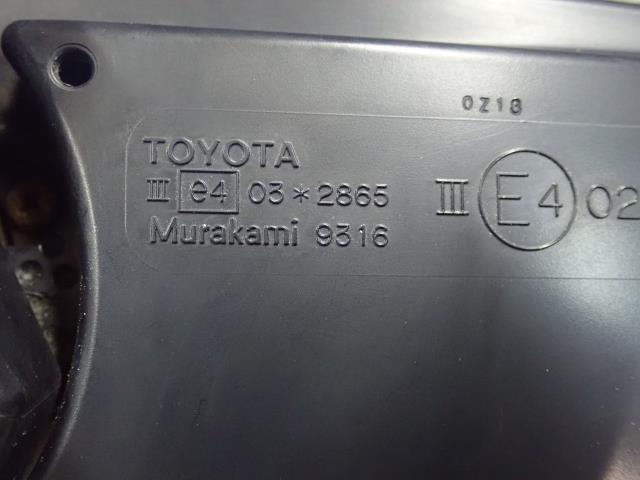 0Z18
TOYOTA
III e4 03*2865
Murakami 9316
III E4 02